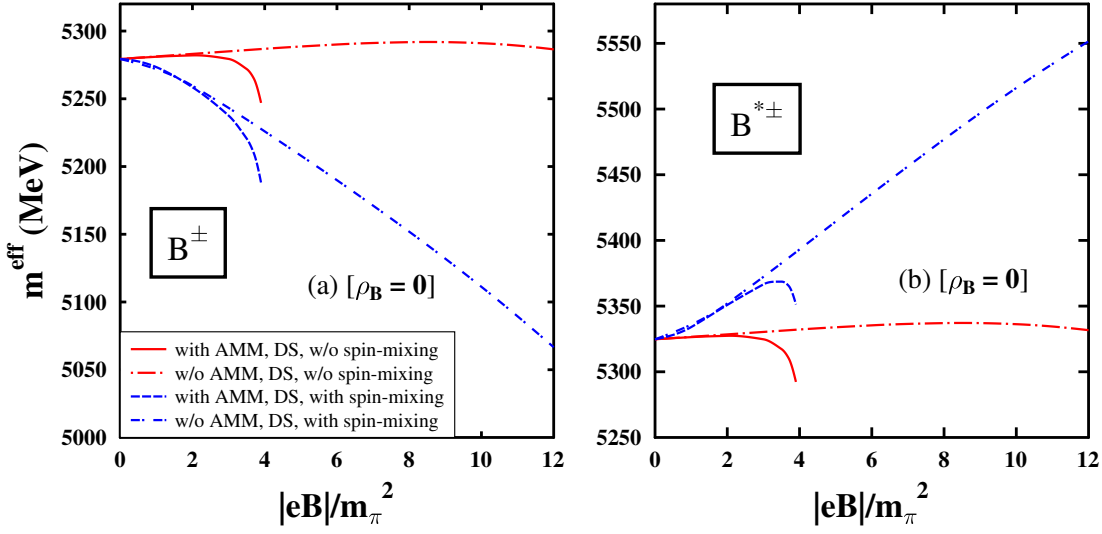 5300
5250
5200
5150
5100
5050
5000
m^eff (MeV)
B^±
(a) [ρ_B = 0]
with AMM, DS, w/o spin-mixing
w/o AMM, DS, w/o spin-mixing
with AMM, DS, with spin-mixing
w/o AMM, DS, with spin-mixing
0 2 4 6 8 10 12
|eB|/m_π^2
5550
5500
5450
5400
5350
5300
5250
B^*±
(b) [ρ_B = 0]
0 2 4 6 8 10 12
|eB|/m_π^2